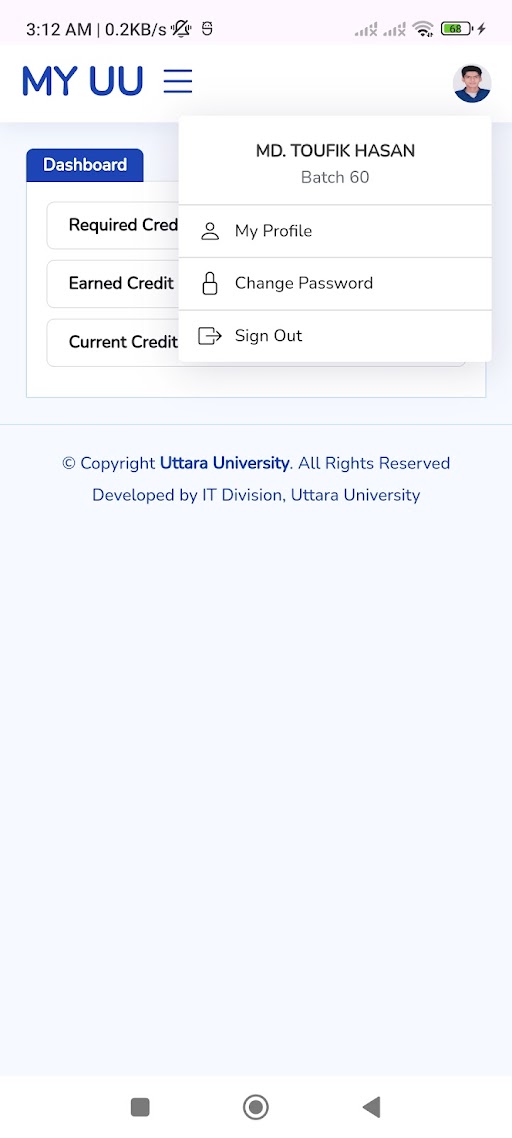 3:12 AM | 0.2KB/s
68
MY UU
MD. TOUFIK HASAN
Batch 60
My Profile
Change Password
Sign Out
Dashboard
Required Cred
Earned Credit
Current Credit
© Copyright Uttara University. All Rights Reserved
Developed by IT Division, Uttara University